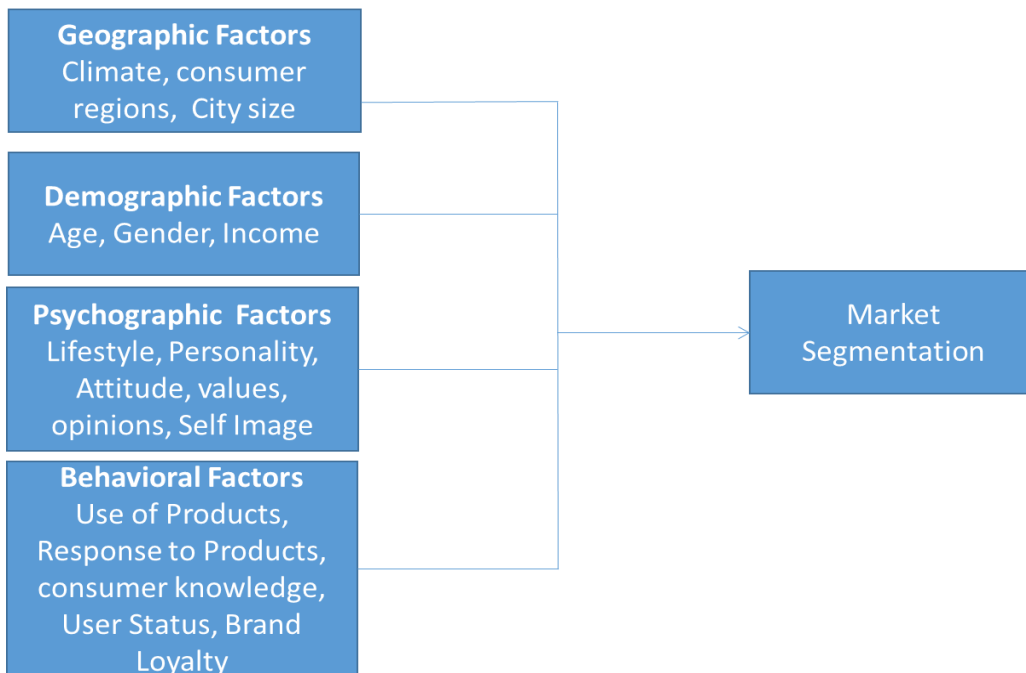 Geographic Factors
Climate, consumer
regions, City size
Demographic Factors
Age, Gender, Income
Psychographic Factors
Lifestyle, Personality,
Attitude, values,
opinions, Self Image
Behavioral Factors
Use of Products,
Response to Products,
consumer knowledge,
User Status, Brand
Loyalty
Market
Segmentation